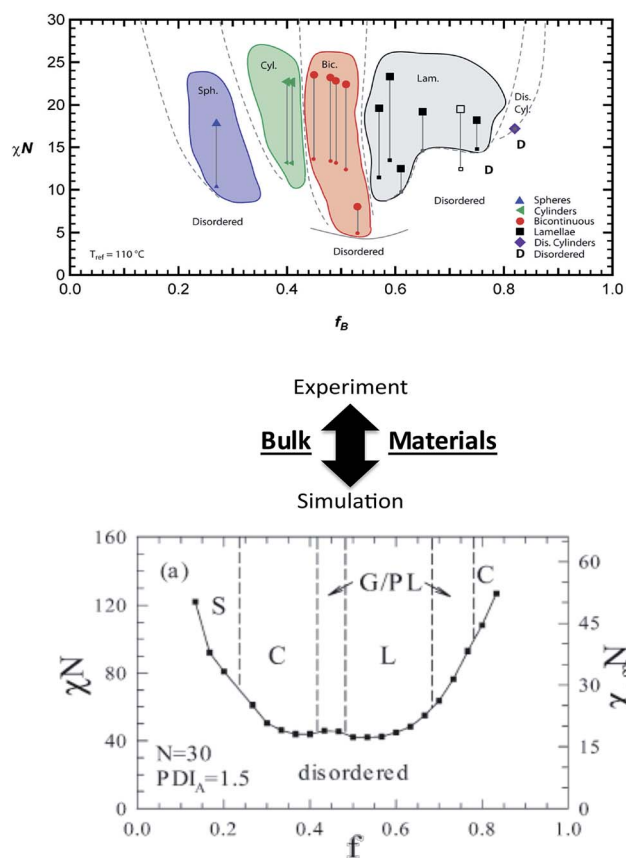 30
25
20
15
10
5
0
χN
Sph.
Cyl.
Bic.
Lam.
Dis.
Cyl.
D
D
Disordered
Disordered
Disordered
T_ref = 110 °C
Spheres
Cylinders
Bicontinuous
Lamellae
Dis. Cylinders
D Disordered
0.0 0.2 0.4 0.6 0.8 1.0
f_B
Experiment
Bulk Materials
Simulation
160
120
80
40
0
χN
(a)
S
C
G/PL
L
C
N=30
PDI_A=1.5
disordered
60
45
30
15
0
0.0 0.2 0.4 0.6 0.8 1.0
f